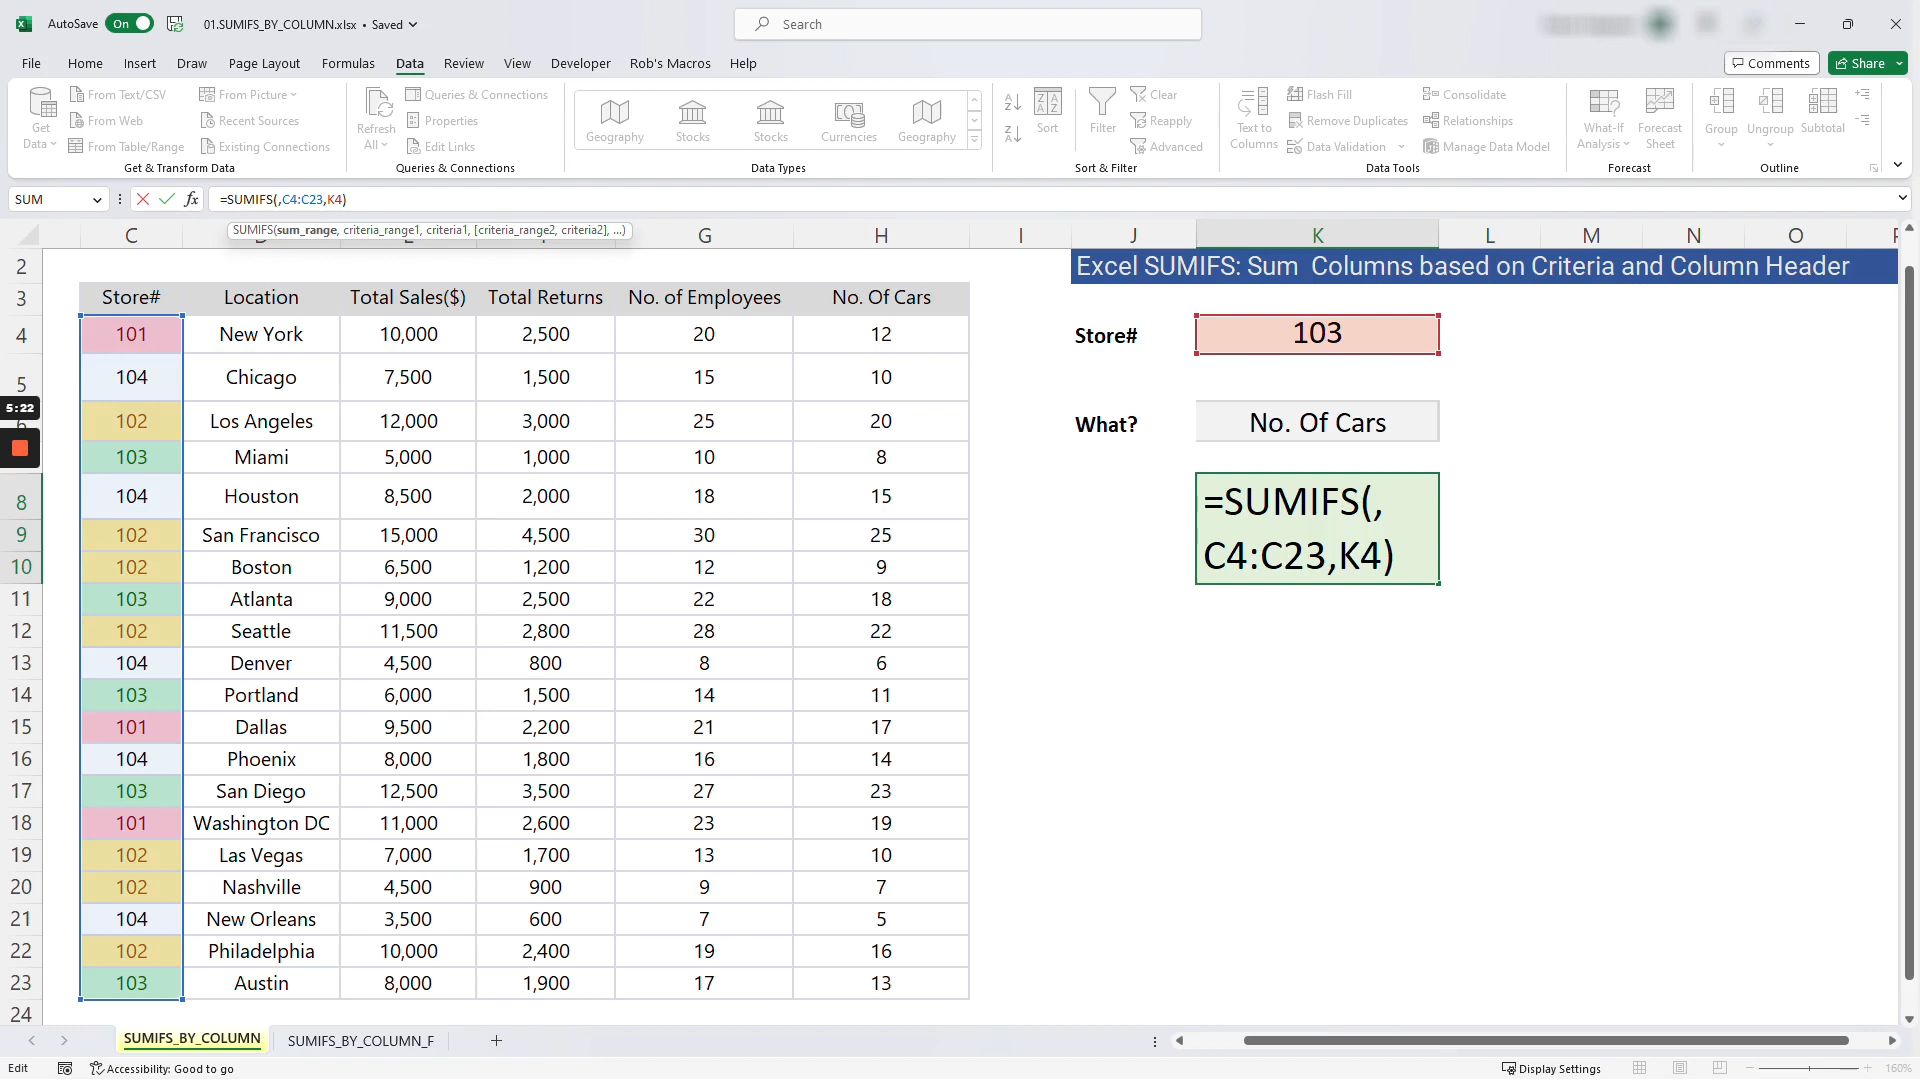 AutoSave On 01.SUMIFS_BY_COLUMN.xlsx • Saved Search
File Home Insert Draw Page Layout Formulas Data Review View Developer Rob's Macros Help Comments Share
From Text/CSV From Picture Queries & Connections Clear Flash Fill Consolidate
Get Data From Web Recent Sources Refresh All Properties Geography Stocks Stocks Currencies Geography Sort Filter Reapply Text to Columns Remove Duplicates Relationships What-If Analysis Forecast Sheet Group Ungroup Subtotal
From Table/Range Existing Connections Edit Links Advanced Data Validation Manage Data Model
Get & Transform Data Queries & Connections Data Types Sort & Filter Data Tools Forecast Outline
SUM fx =SUMIFS(,C4:C23,K4)
SUMIFS(sum_range, criteria_range1, criteria1, [criteria_range2, criteria2], ...)
C G H I J K L M N O
2 Excel SUMIFS: Sum Columns based on Criteria and Column Header
3 Store# Location Total Sales($) Total Returns No. of Employees No. Of Cars
4 101 New York 10,000 2,500 20 12 Store# 103
5 104 Chicago 7,500 1,500 15 10
5:22
102 Los Angeles 12,000 3,000 25 20 What? No. Of Cars
103 Miami 5,000 1,000 10 8
8 104 Houston 8,500 2,000 18 15 =SUMIFS(,
9 102 San Francisco 15,000 4,500 30 25 C4:C23,K4)
10 102 Boston 6,500 1,200 12 9
11 103 Atlanta 9,000 2,500 22 18
12 102 Seattle 11,500 2,800 28 22
13 104 Denver 4,500 800 8 6
14 103 Portland 6,000 1,500 14 11
15 101 Dallas 9,500 2,200 21 17
16 104 Phoenix 8,000 1,800 16 14
17 103 San Diego 12,500 3,500 27 23
18 101 Washington DC 11,000 2,600 23 19
19 102 Las Vegas 7,000 1,700 13 10
20 102 Nashville 4,500 900 9 7
21 104 New Orleans 3,500 600 7 5
22 102 Philadelphia 10,000 2,400 19 16
23 103 Austin 8,000 1,900 17 13
24
SUMIFS_BY_COLUMN SUMIFS_BY_COLUMN_F
Edit Accessibility: Good to go Display Settings 160%